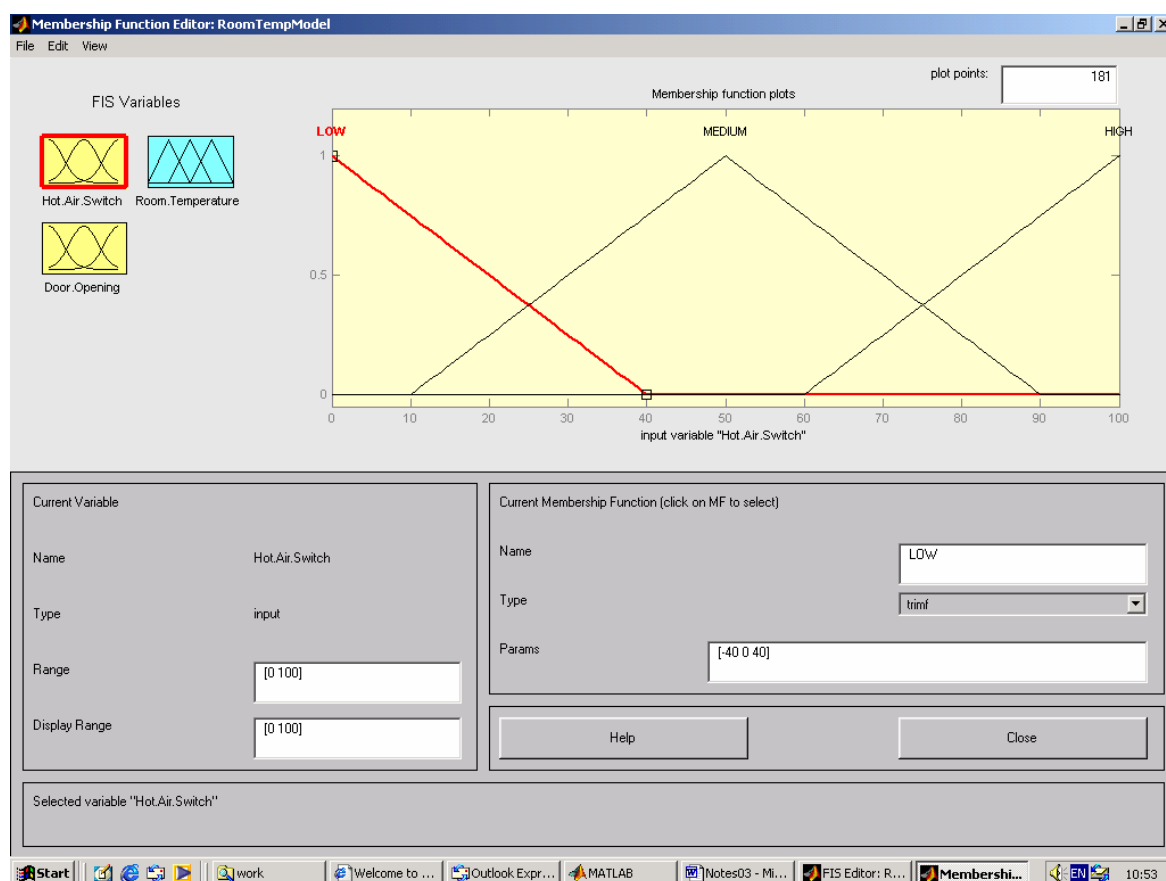 Membership Function Editor: RoomTempModel
File Edit View
plot points: 181
FIS Variables
Membership function plots
LOW MEDIUM HIGH
1
Hot.Air.Switch Room.Temperature
0.5
Door.Opening
0
0 10 20 30 40 50 60 70 80 90 100
input variable "Hot.Air.Switch"
Current Variable
Name Hot.Air.Switch
Type input
Range [0 100]
Display Range [0 100]
Current Membership Function (click on MF to select)
Name LOW
Type trimf
Params [-40 0 40]
Help Close
Selected variable "Hot.Air.Switch"
Start work Welcome to ... Outlook Expr... MATLAB Notes03 - Mi... FIS Editor: R... Membershi... EN 10:53